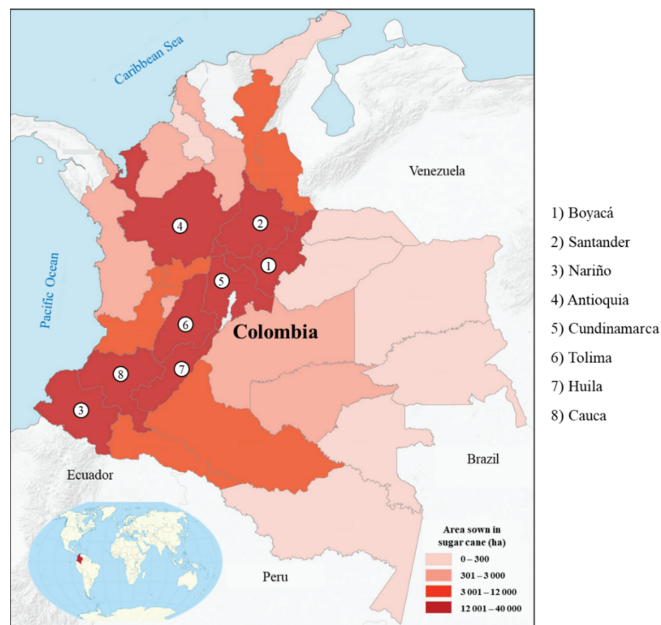 Caribbean Sea
Venezuela
Pacific Ocean
4
2
1
5
6
Colombia
7
8
3
Ecuador
Brazil
Peru
Area sown in
sugar cane (ha)
0 – 300
301 – 3 000
3 001 – 12 000
12 001 – 40 000
1) Boyacá
2) Santander
3) Nariño
4) Antioquia
5) Cundinamarca
6) Tolima
7) Huila
8) Cauca